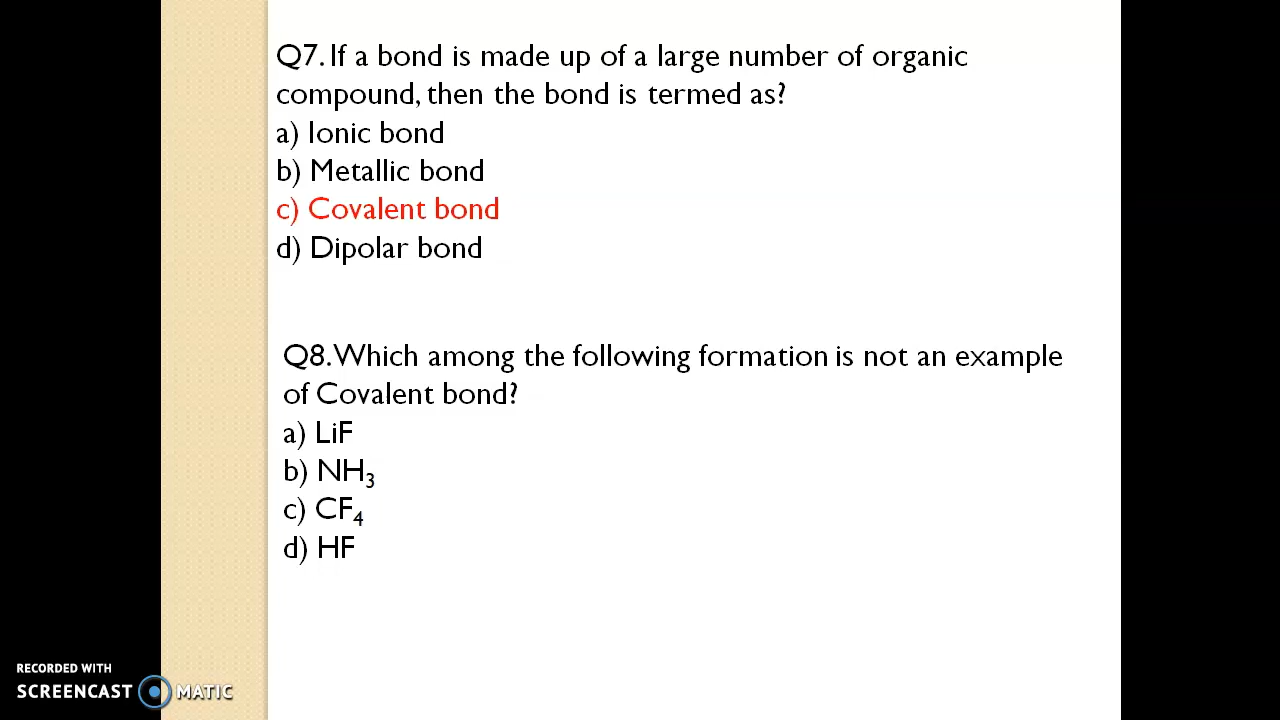 Q7. If a bond is made up of a large number of organic
compound, then the bond is termed as?
a) Ionic bond
b) Metallic bond
c) Covalent bond
d) Dipolar bond
Q8. Which among the following formation is not an example
of Covalent bond?
a) LiF
b) NH₃
c) CF₄
d) HF
RECORDED WITH
SCREENCAST MATIC